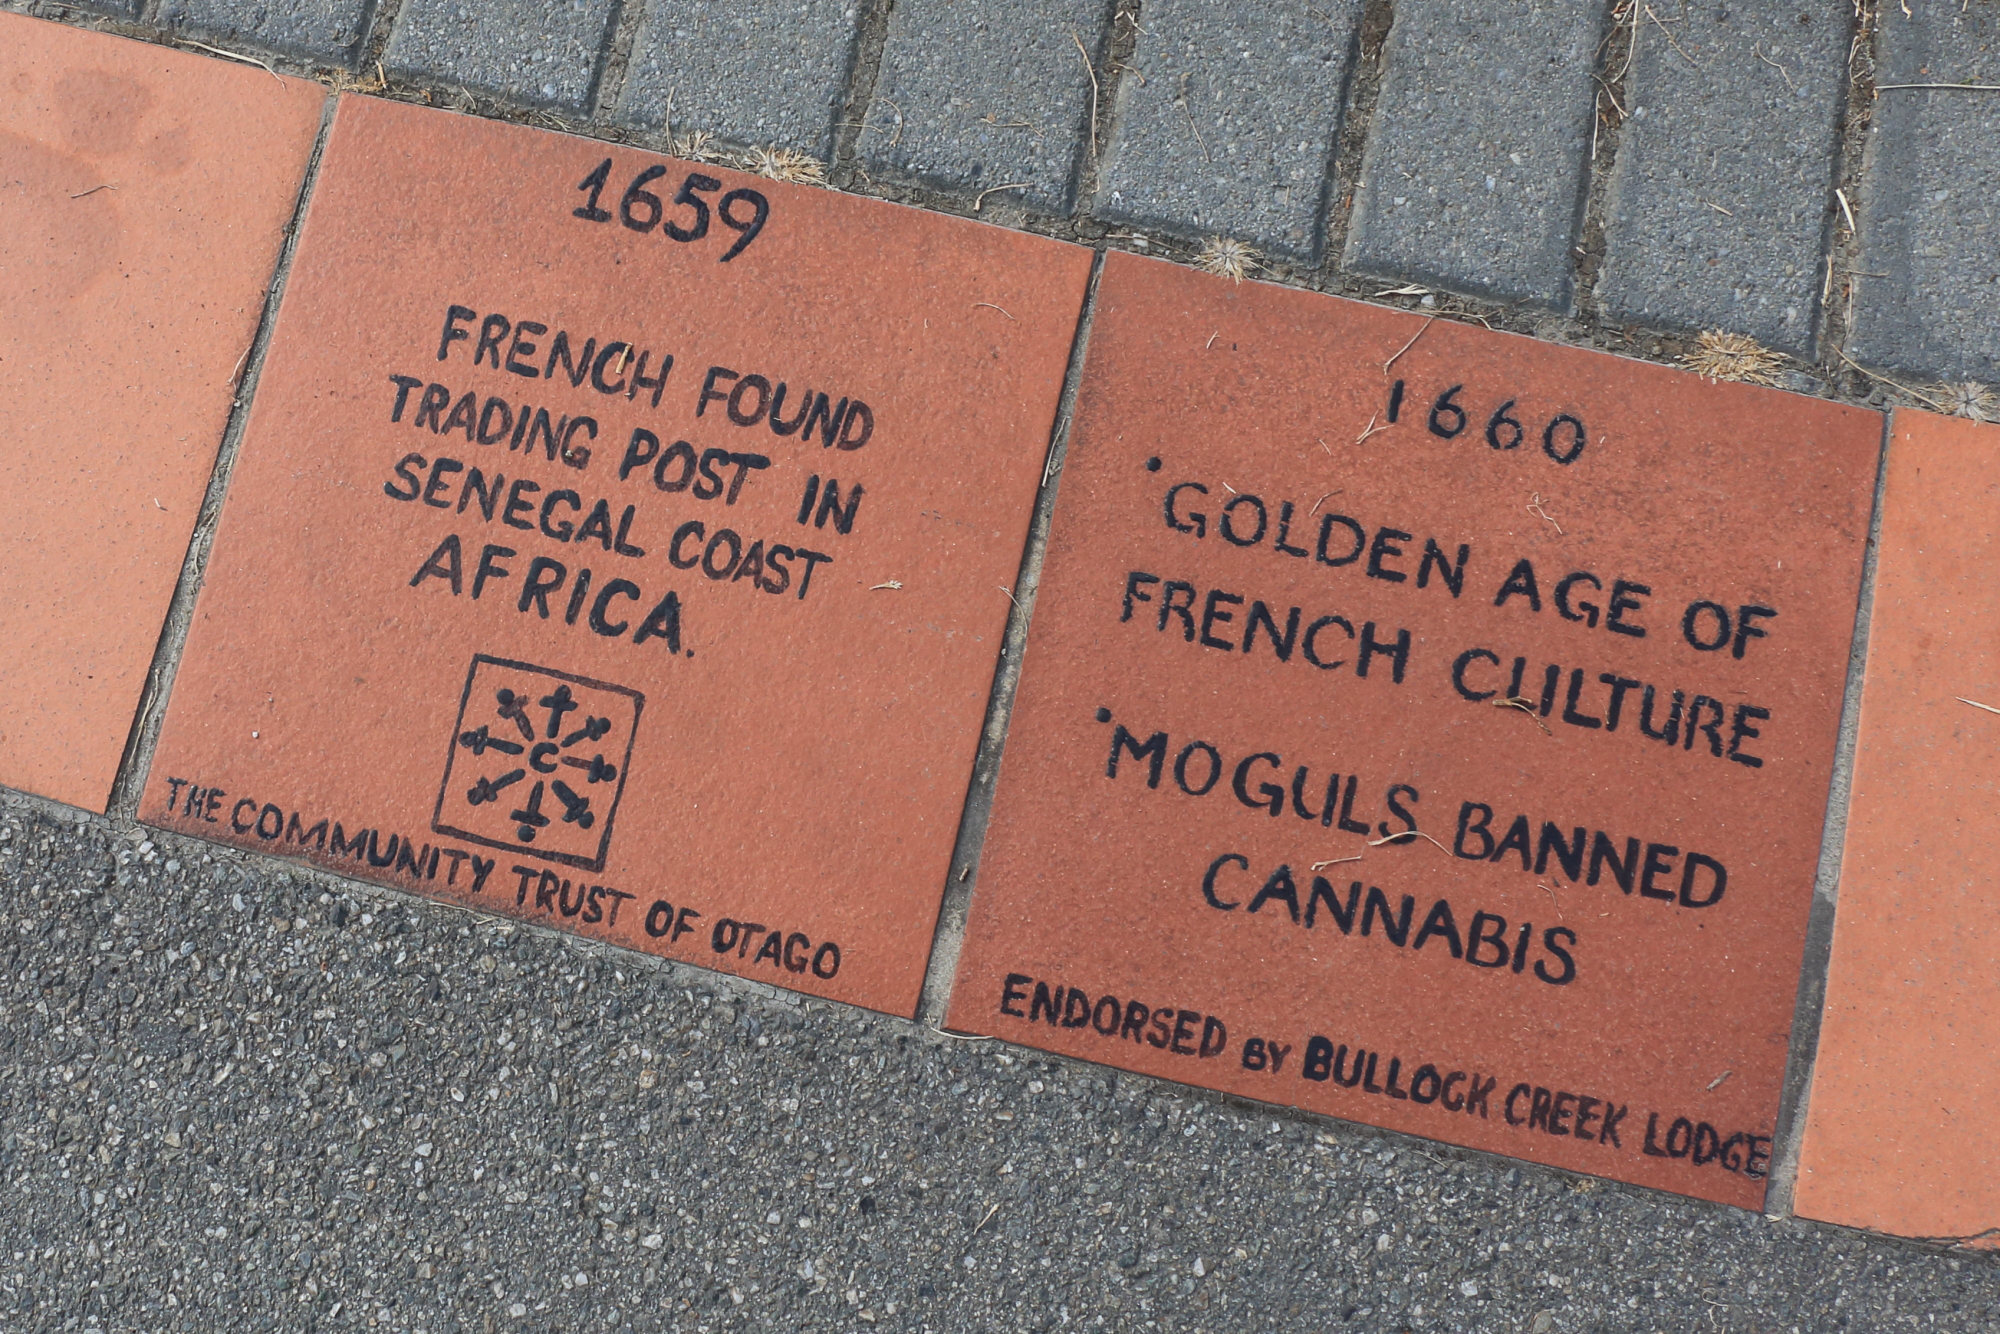 1659
FRENCH FOUND
TRADING POST IN
SENEGAL COAST
AFRICA.
C
THE COMMUNITY TRUST OF OTAGO
1660
•GOLDEN AGE OF
FRENCH CULTURE
•MOGULS BANNED
CANNABIS
ENDORSED BY BULLOCK CREEK LODGE